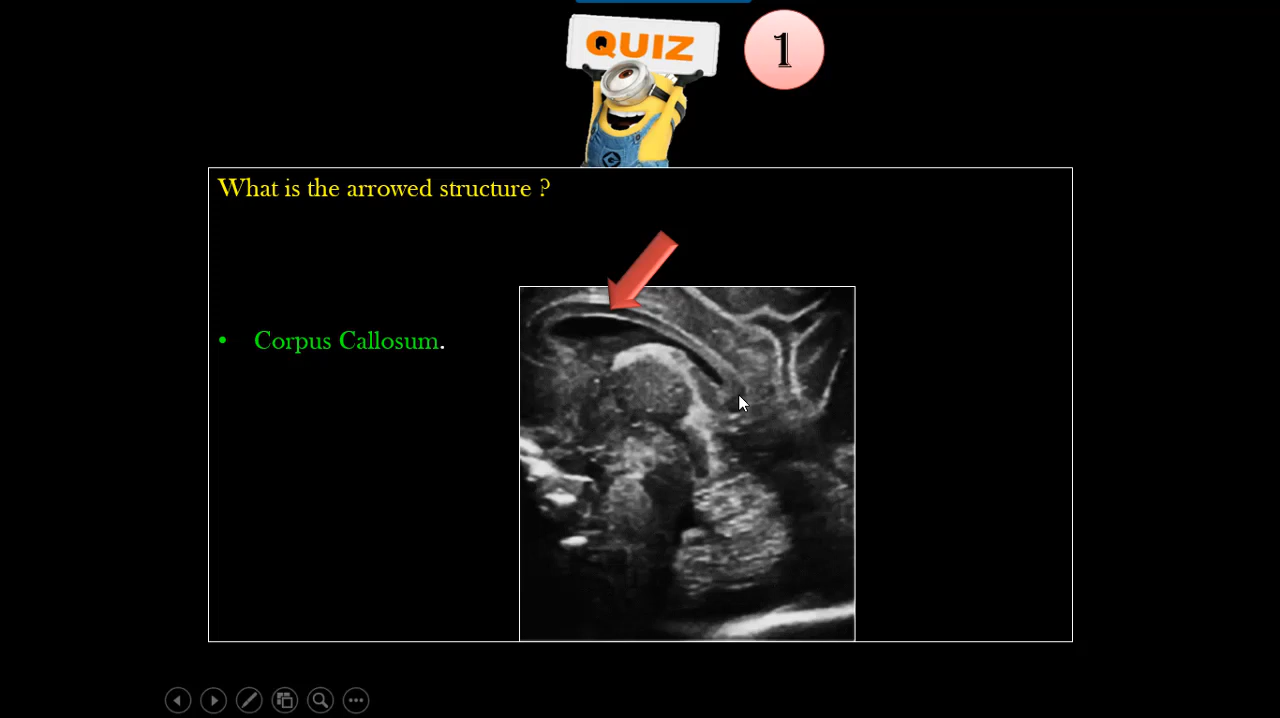 QUIZ
1
What is the arrowed structure ?
• Corpus Callosum.